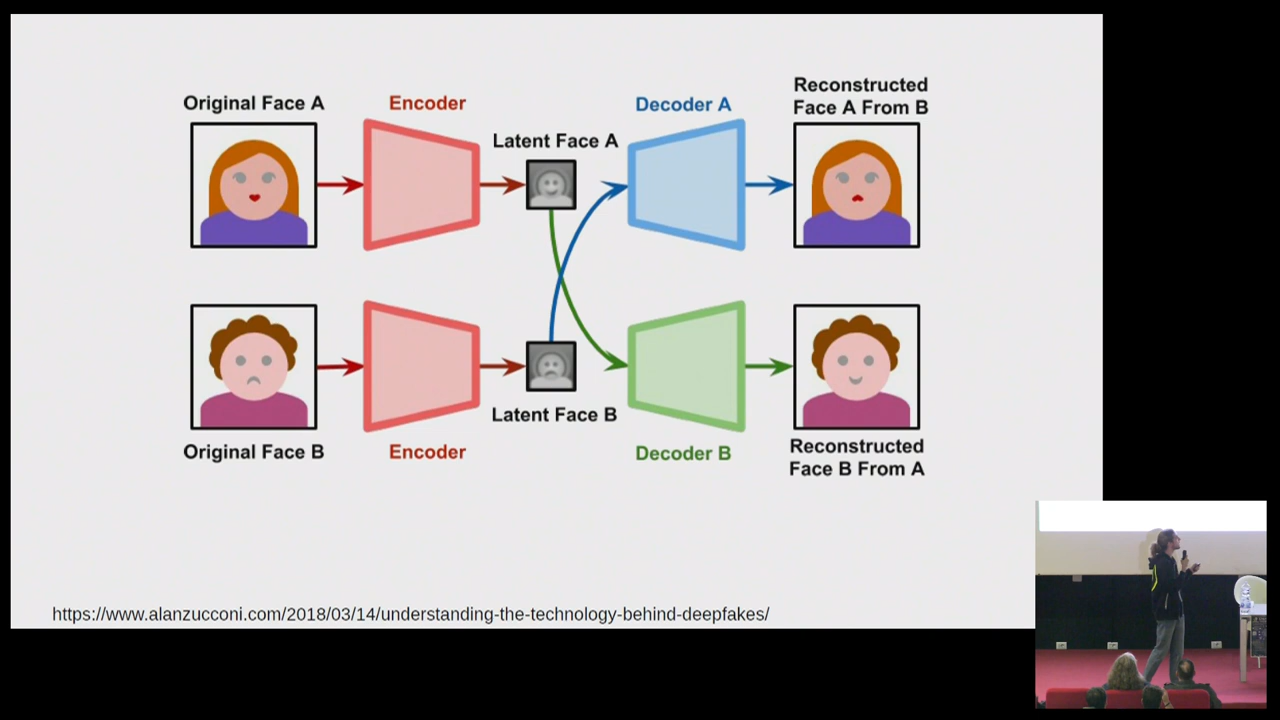 Original Face A
Encoder
Latent Face A
Decoder A
Reconstructed
Face A From B
Original Face B
Encoder
Latent Face B
Decoder B
Reconstructed
Face B From A
https://www.alanzucconi.com/2018/03/14/understanding-the-technology-behind-deepfakes/